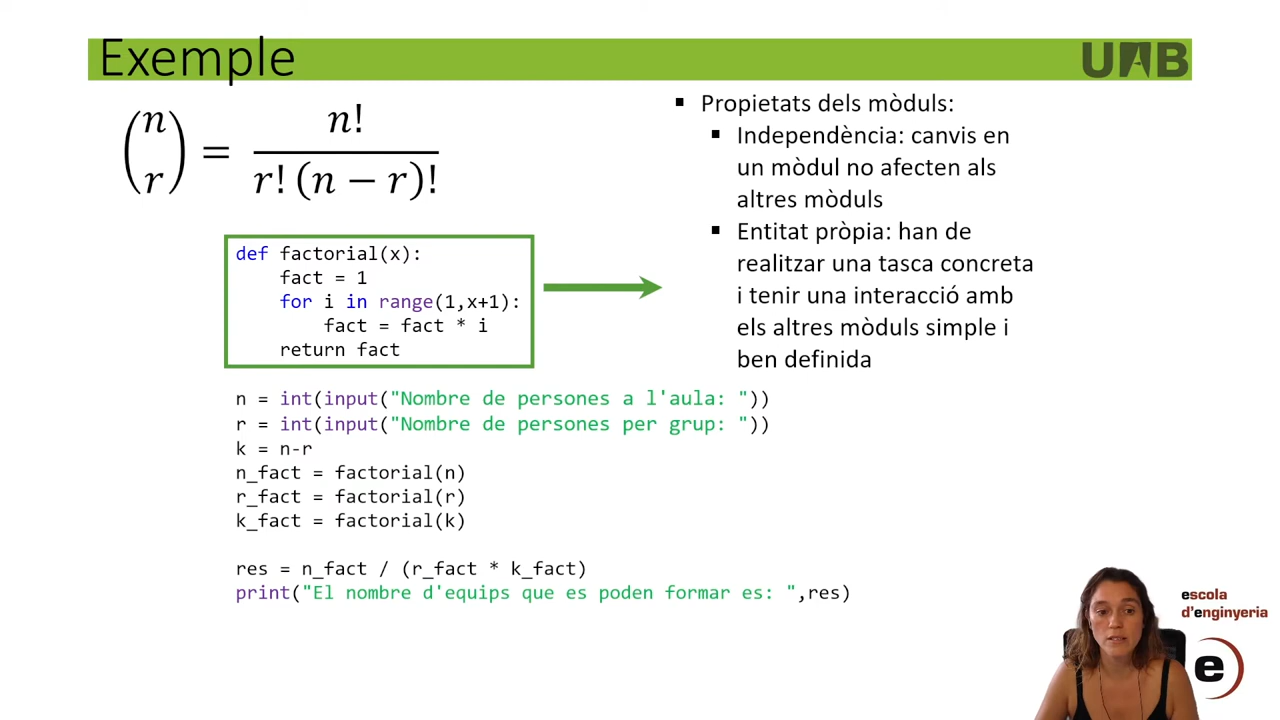 Exemple
UAB
(n r) = n! / r! (n − r)!
▪ Propietats dels mòduls:
▪ Independència: canvis en
un mòdul no afecten als
altres mòduls
▪ Entitat pròpia: han de
realitzar una tasca concreta
i tenir una interacció amb
els altres mòduls simple i
ben definida
def factorial(x):
    fact = 1
    for i in range(1,x+1):
        fact = fact * i
    return fact
n = int(input("Nombre de persones a l'aula: "))
r = int(input("Nombre de persones per grup: "))
k = n-r
n_fact = factorial(n)
r_fact = factorial(r)
k_fact = factorial(k)
res = n_fact / (r_fact * k_fact)
print("El nombre d'equips que es poden formar es: ",res)
escola
d'enginyeria
e